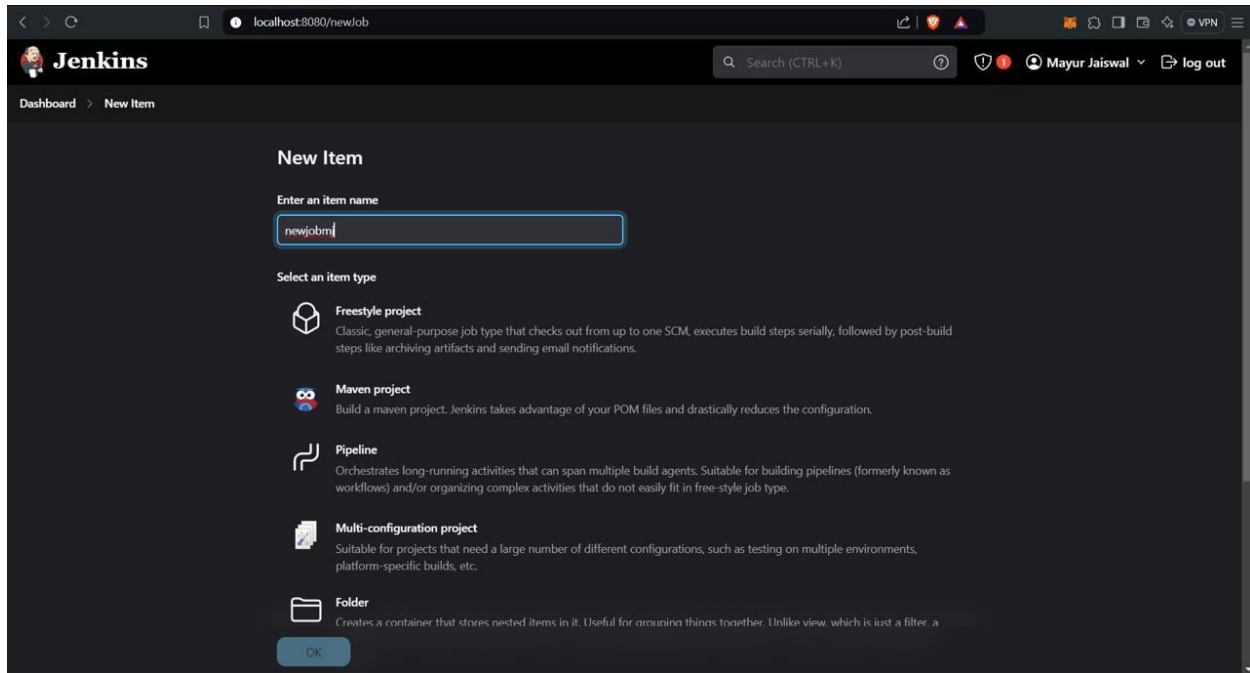 localhost:8080/newJob
VPN
Jenkins
Search (CTRL+K)
1
Mayur Jaiswal
log out
Dashboard > New Item
New Item
Enter an item name
newjobmj
Select an item type
Freestyle project
Classic, general-purpose job type that checks out from up to one SCM, executes build steps serially, followed by post-build
steps like archiving artifacts and sending email notifications.
Maven project
Build a maven project. Jenkins takes advantage of your POM files and drastically reduces the configuration.
Pipeline
Orchestrates long-running activities that can span multiple build agents. Suitable for building pipelines (formerly known as
workflows) and/or organizing complex activities that do not easily fit in free-style job type.
Multi-configuration project
Suitable for projects that need a large number of different configurations, such as testing on multiple environments,
platform-specific builds, etc.
Folder
Creates a container that stores nested items in it. Useful for grouping things together. Unlike view, which is just a filter, a
OK